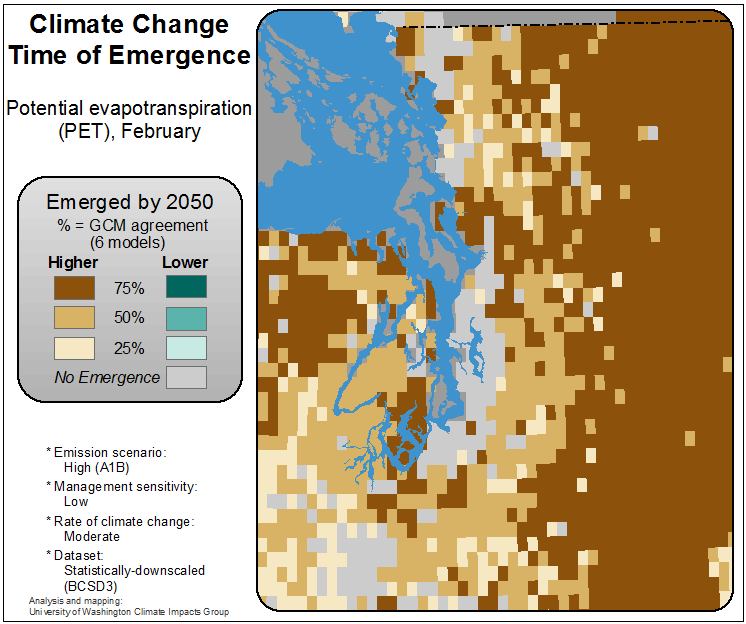 Climate Change
Time of Emergence
Potential evapotranspiration
(PET), February
Emerged by 2050
% = GCM agreement
(6 models)
Higher Lower
75%
50%
25%
No Emergence
* Emission scenario:
High (A1B)
* Management sensitivity:
Low
* Rate of climate change:
Moderate
* Dataset:
Statistically-downscaled
(BCSD3)
Analysis and mapping:
University of Washington Climate Impacts Group